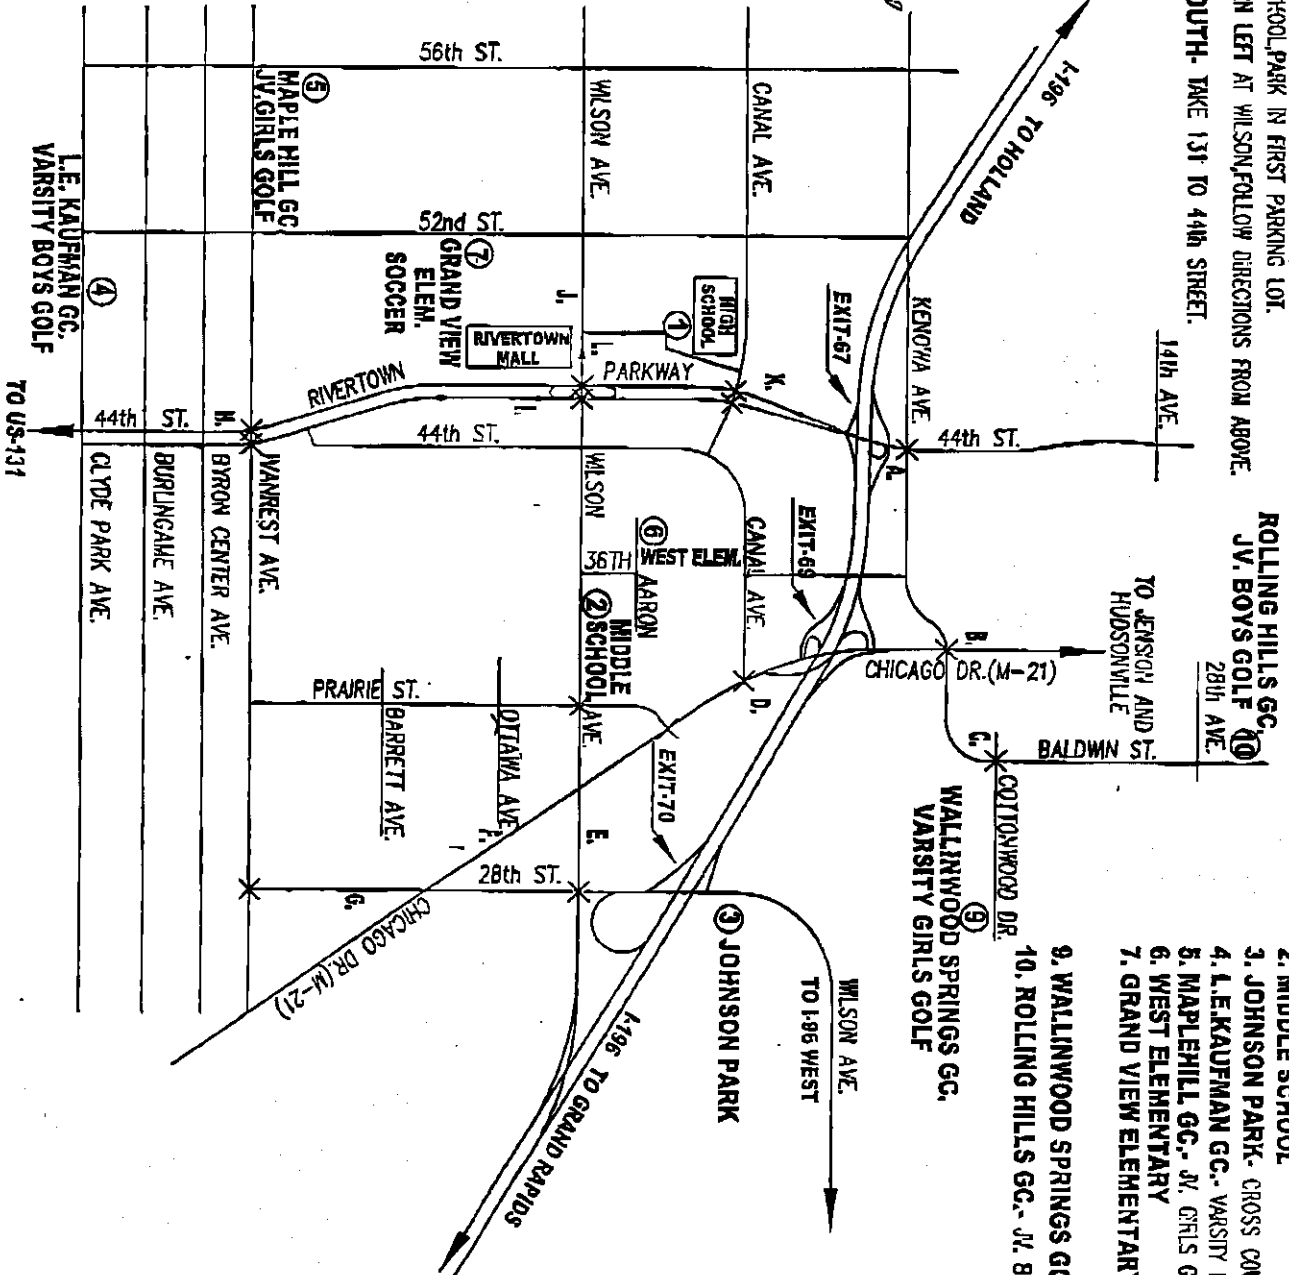 CHOOL,PARK IN FIRST PARKING LOT.
N LEFT AT WILSON,FOLLOW DIRECTIONS FROM ABOVE.
OUTH- TAKE 131 TO 44th STREET.
2. MIDDLE SCHOOL
3. JOHNSON PARK- CROSS COU
4. L.E.KAUFMAN GC.- VARSITY
5. MAPLEHILL GC.- JV. GIRLS G
6. WEST ELEMENTARY
7. GRAND VIEW ELEMENTARY
9. WALLINWOOD SPRINGS GC
10. ROLLING HILLS GC.- JV. B
ROLLING HILLS GC.
JV. BOYS GOLF 10
28th AVE.
14th AVE.
I-196 TO HOLLAND
TO JENSION AND
HUDSONVILLE
BALDWIN ST.
C.
COTTONWOOD DR.
9
WALLINWOOD SPRINGS GC.
VARSITY GIRLS GOLF
KENOWA AVE.
44th ST.
A.
B.
CHICAGO DR.(M-21)
EXIT-67
EXIT-69
EXIT-70
WILSON AVE.
TO I-96 WEST
3 JOHNSON PARK
CANAL AVE.
K.
CANAL AVE.
D.
HIGH
SCHOOL
1
PARKWAY
6 WEST ELEM.
AARON
36TH
MIDDLE
2 SCHOOL
WILSON AVE.
J.
L.
I.
WILSON
AVE.
E.
RIVERTOWN
MALL
56th ST.
52nd ST.
7
GRAND VIEW
ELEM.
SOCCER
44th ST.
OTTAWA AVE.
F.
28th ST.
I-196 TO GRAND RAPIDS
RIVERTOWN
PRAIRIE ST.
BARRETT AVE.
G.
CHICAGO DR.(M-21)
5
MAPLE HILL GC
JV.GIRLS GOLF
H.
IVANREST AVE.
BYRON CENTER AVE.
BURLINGAME AVE.
CLYDE PARK AVE.
44th ST.
TO US-131
4
L.E. KAUFMAN GC.
VARSITY BOYS GOLF